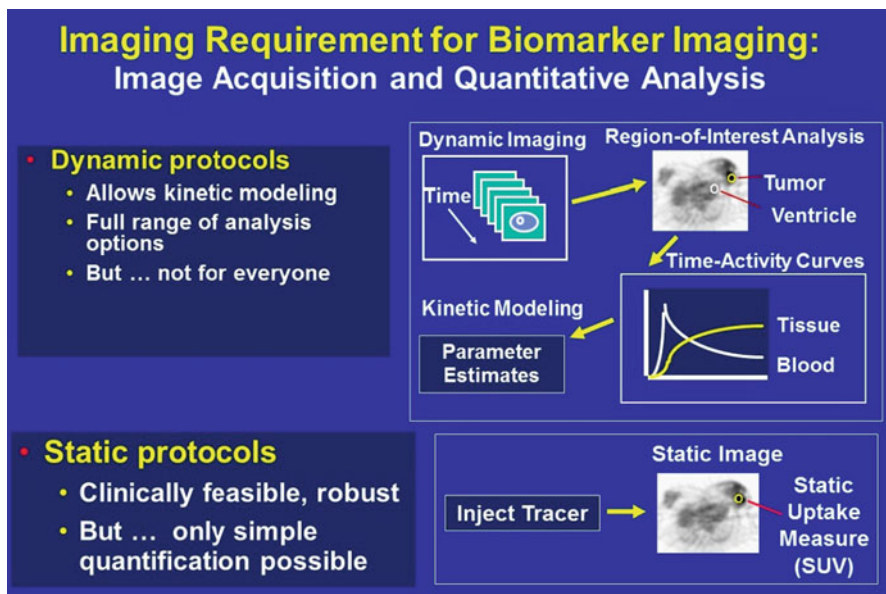 Imaging Requirement for Biomarker Imaging:
Image Acquisition and Quantitative Analysis
• Dynamic protocols
• Allows kinetic modeling
• Full range of analysis
options
• But ... not for everyone
Dynamic Imaging
Time
Region-of-Interest Analysis
Tumor
Ventricle
Time-Activity Curves
Tissue
Blood
Kinetic Modeling
Parameter
Estimates
• Static protocols
• Clinically feasible, robust
• But ... only simple
quantification possible
Inject Tracer
Static Image
Static
Uptake
Measure
(SUV)